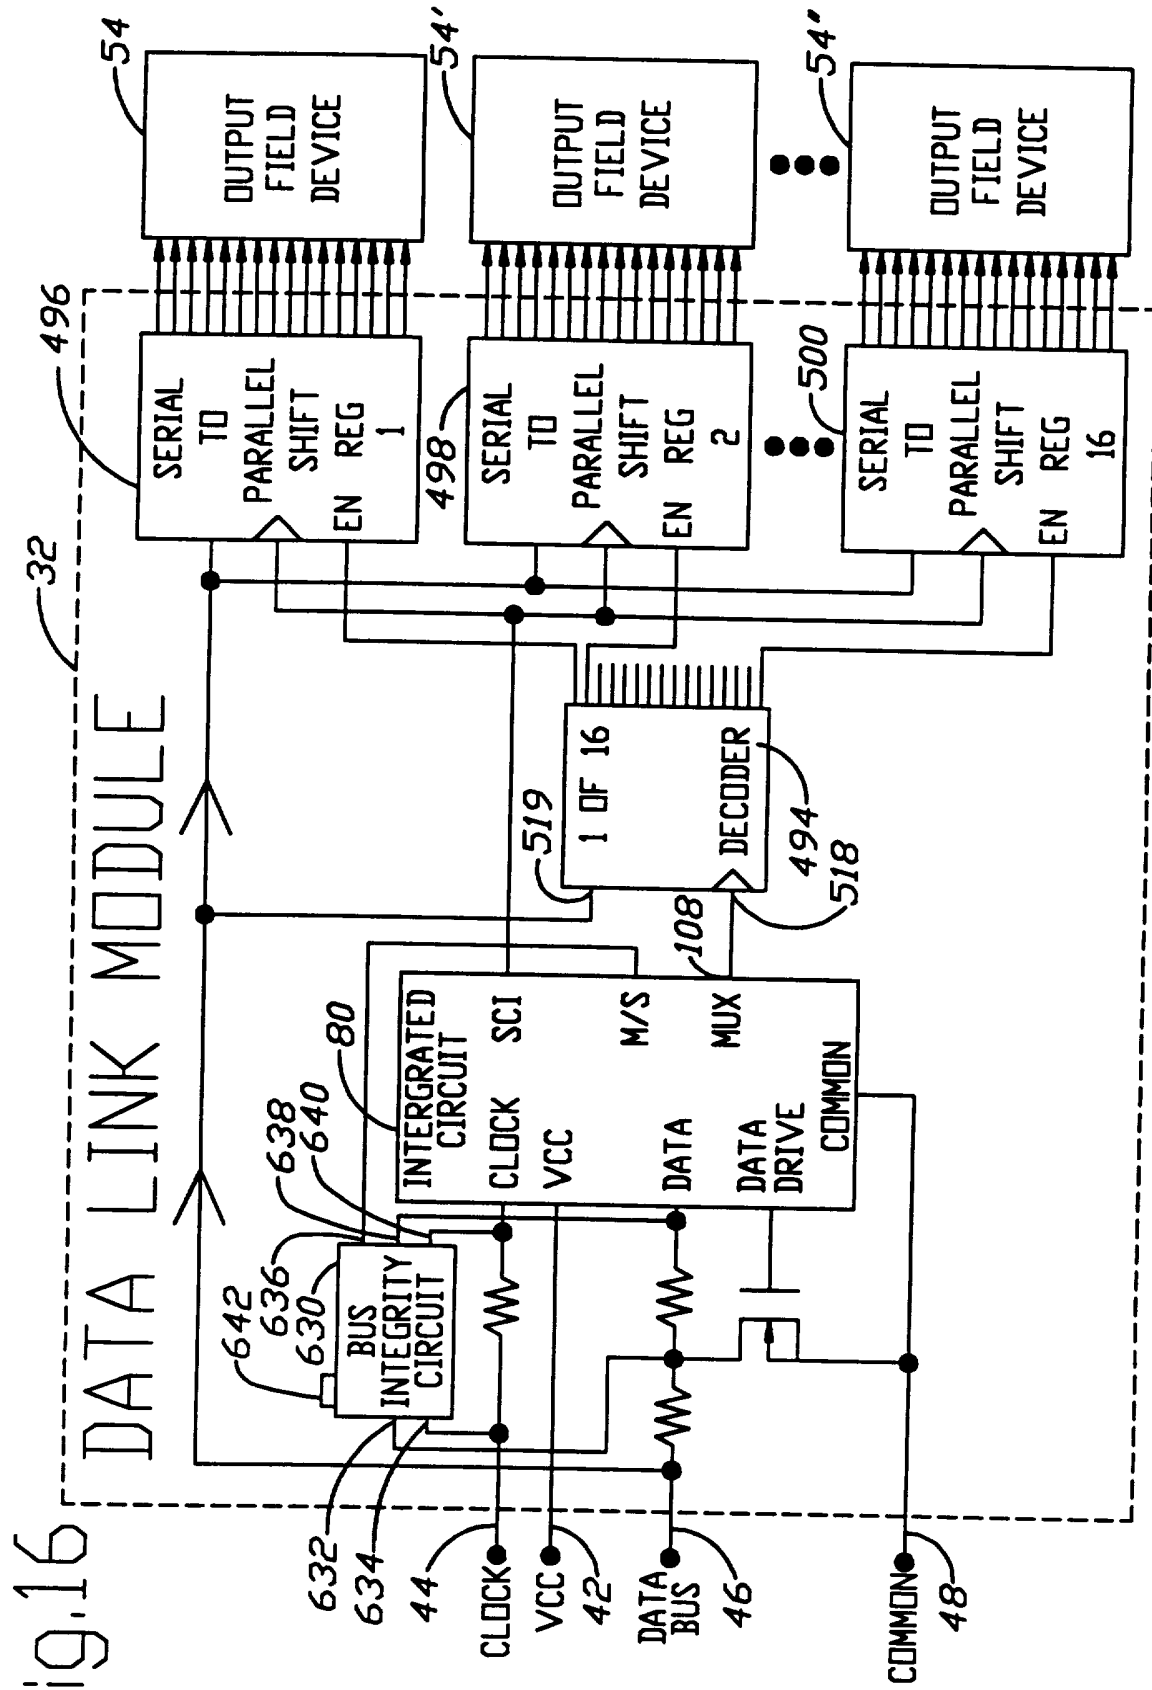 ig.16
DATA LINK MODULE
32
496
SERIAL
TO
PARALLEL
SHIFT
EN REG
1
54
OUTPUT
FIELD
DEVICE
498
SERIAL
TO
PARALLEL
SHIFT
EN REG
2
54'
OUTPUT
FIELD
DEVICE
500
SERIAL
TO
PARALLEL
SHIFT
EN REG
16
54"
OUTPUT
FIELD
DEVICE
642
636
630
638
640
BUS
INTEGRITY
CIRCUIT
632
634
80
INTERGRATED
CIRCUIT
CLOCK SCI
VCC
M/S
DATA
MUX
DATA
DRIVE
COMMON
108
519
1 OF 16
DECODER
494
518
44
CLOCK
VCC
42
DATA
BUS
46
COMMON
48